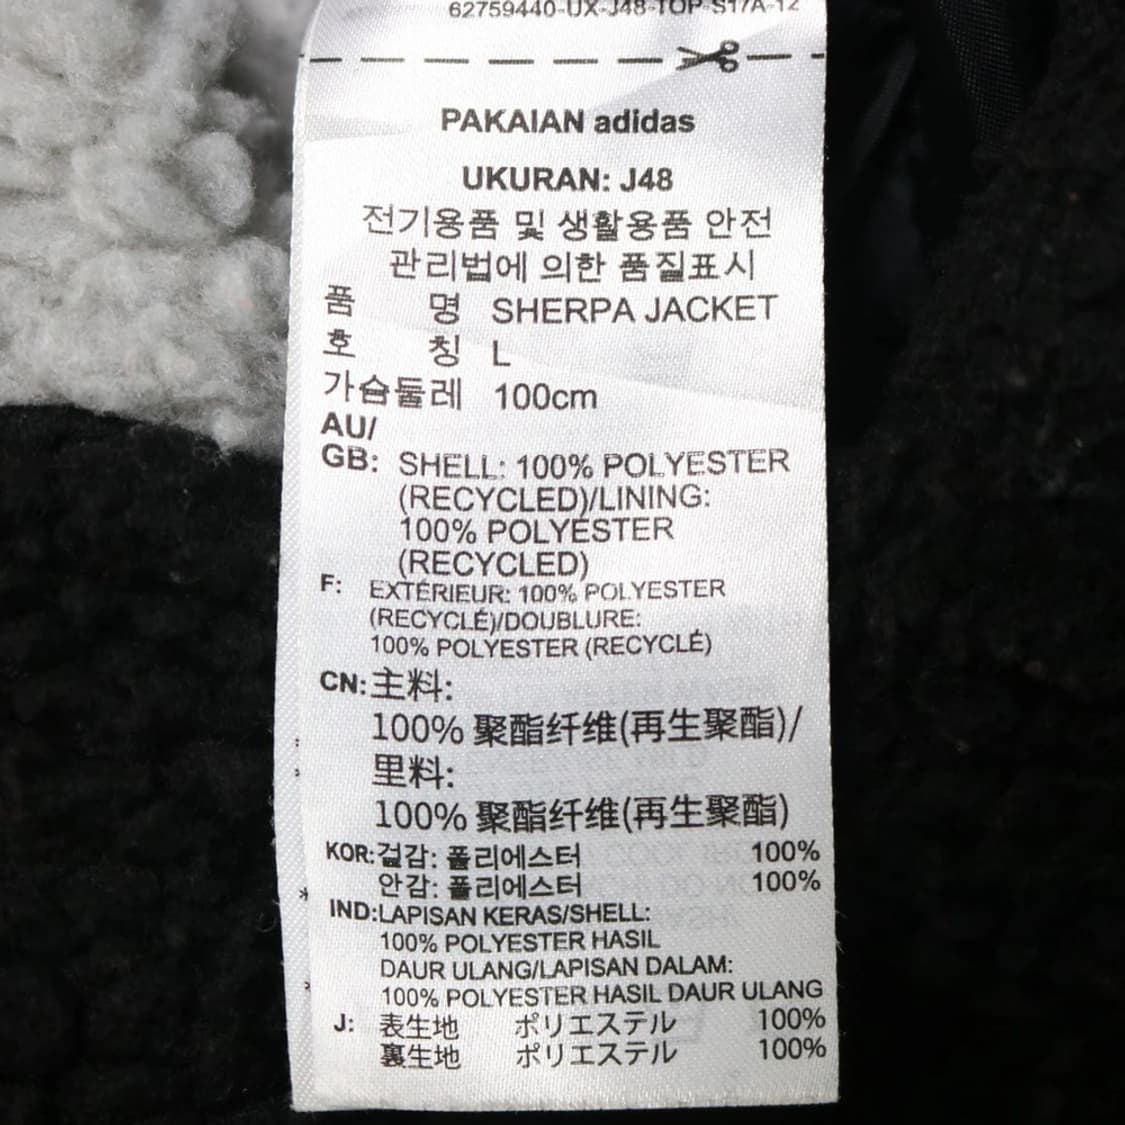 62759440-UX-J48-TOP-S17A-12
PAKAIAN adidas
UKURAN: J48
전기용품 및 생활용품 안전
관리법에 의한 품질표시
품 명 SHERPA JACKET
호 칭 L
가슴둘레 100cm
AU/
GB: SHELL: 100% POLYESTER
(RECYCLED)/LINING:
100% POLYESTER
(RECYCLED)
F: EXTÉRIEUR: 100% POLYESTER
(RECYCLÉ)/DOUBLURE:
100% POLYESTER (RECYCLÉ)
CN: 主料:
100% 聚酯纤维(再生聚酯)/
里料:
100% 聚酯纤维(再生聚酯)
KOR: 겉감: 폴리에스터 100%
안감: 폴리에스터 100%
IND: LAPISAN KERAS/SHELL:
100% POLYESTER HASIL
DAUR ULANG/LAPISAN DALAM:
100% POLYESTER HASIL DAUR ULANG
J: 表生地 ポリエステル 100%
裏生地 ポリエステル 100%